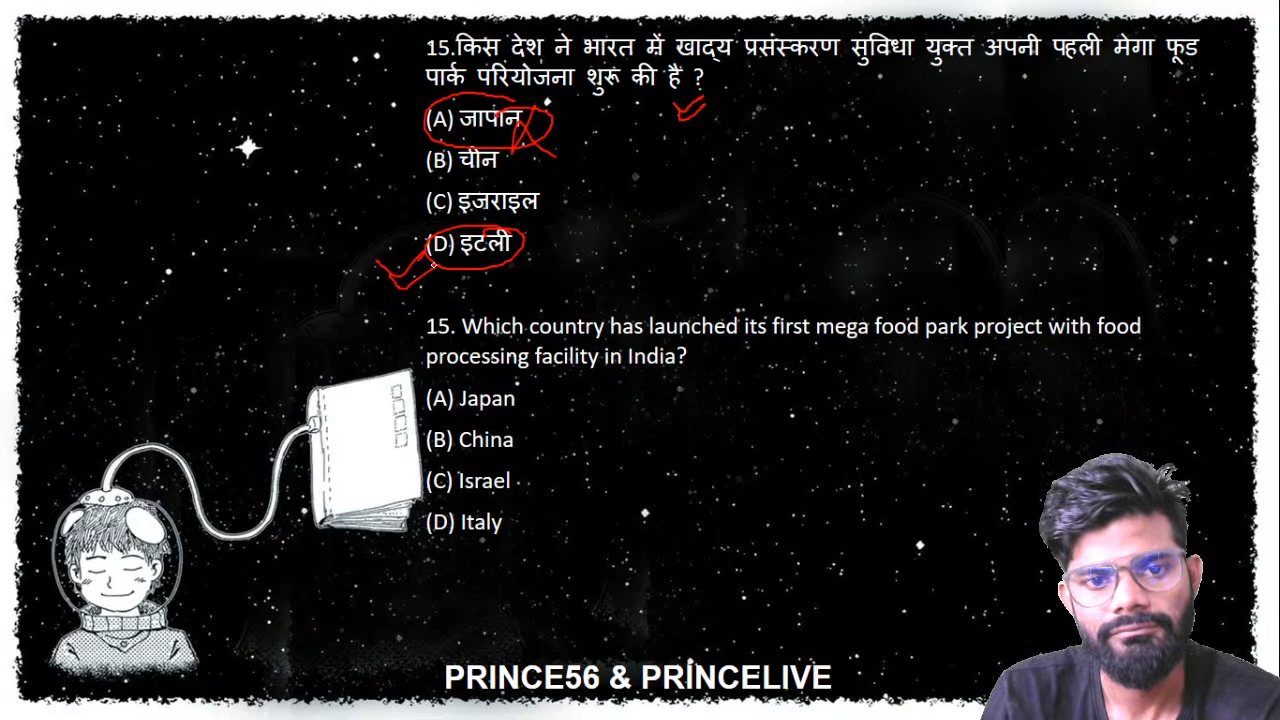 15.किस देश ने भारत में खाद्य प्रसंस्करण सुविधा युक्त अपनी पहली मेगा फूड
पार्क परियोजना शुरू की है ?
(A) जापान
(B) चीन
(C) इजराइल
(D) इटली
15. Which country has launched its first mega food park project with food
processing facility in India?
(A) Japan
(B) China
(C) Israel
(D) Italy
PRINCE56 & PRINCELIVE